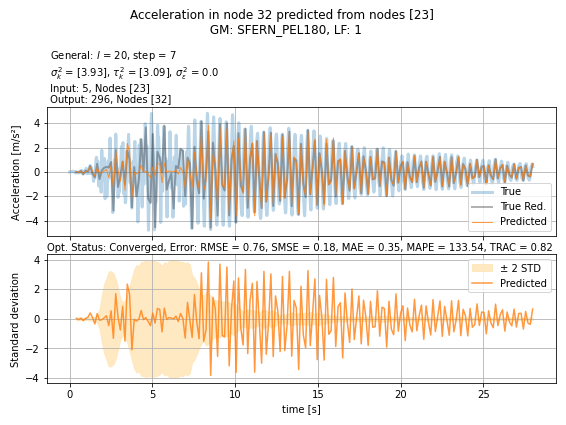 Acceleration in node 32 predicted from nodes [23]
GM: SFERN_PEL180, LF: 1
General: l = 20, step = 7
σ²ₖ = [3.93], τ²ₖ = [3.09], σ²ε = 0.0
Input: 5, Nodes [23]
Output: 296, Nodes [32]
4
2
0
−2
−4
Acceleration [m/s²]
True
True Red.
Predicted
Opt. Status: Converged, Error: RMSE = 0.76, SMSE = 0.18, MAE = 0.35, MAPE = 133.54, TRAC = 0.82
4
2
0
−2
−4
Standard deviation
± 2 STD
Predicted
0 5 10 15 20 25
time [s]